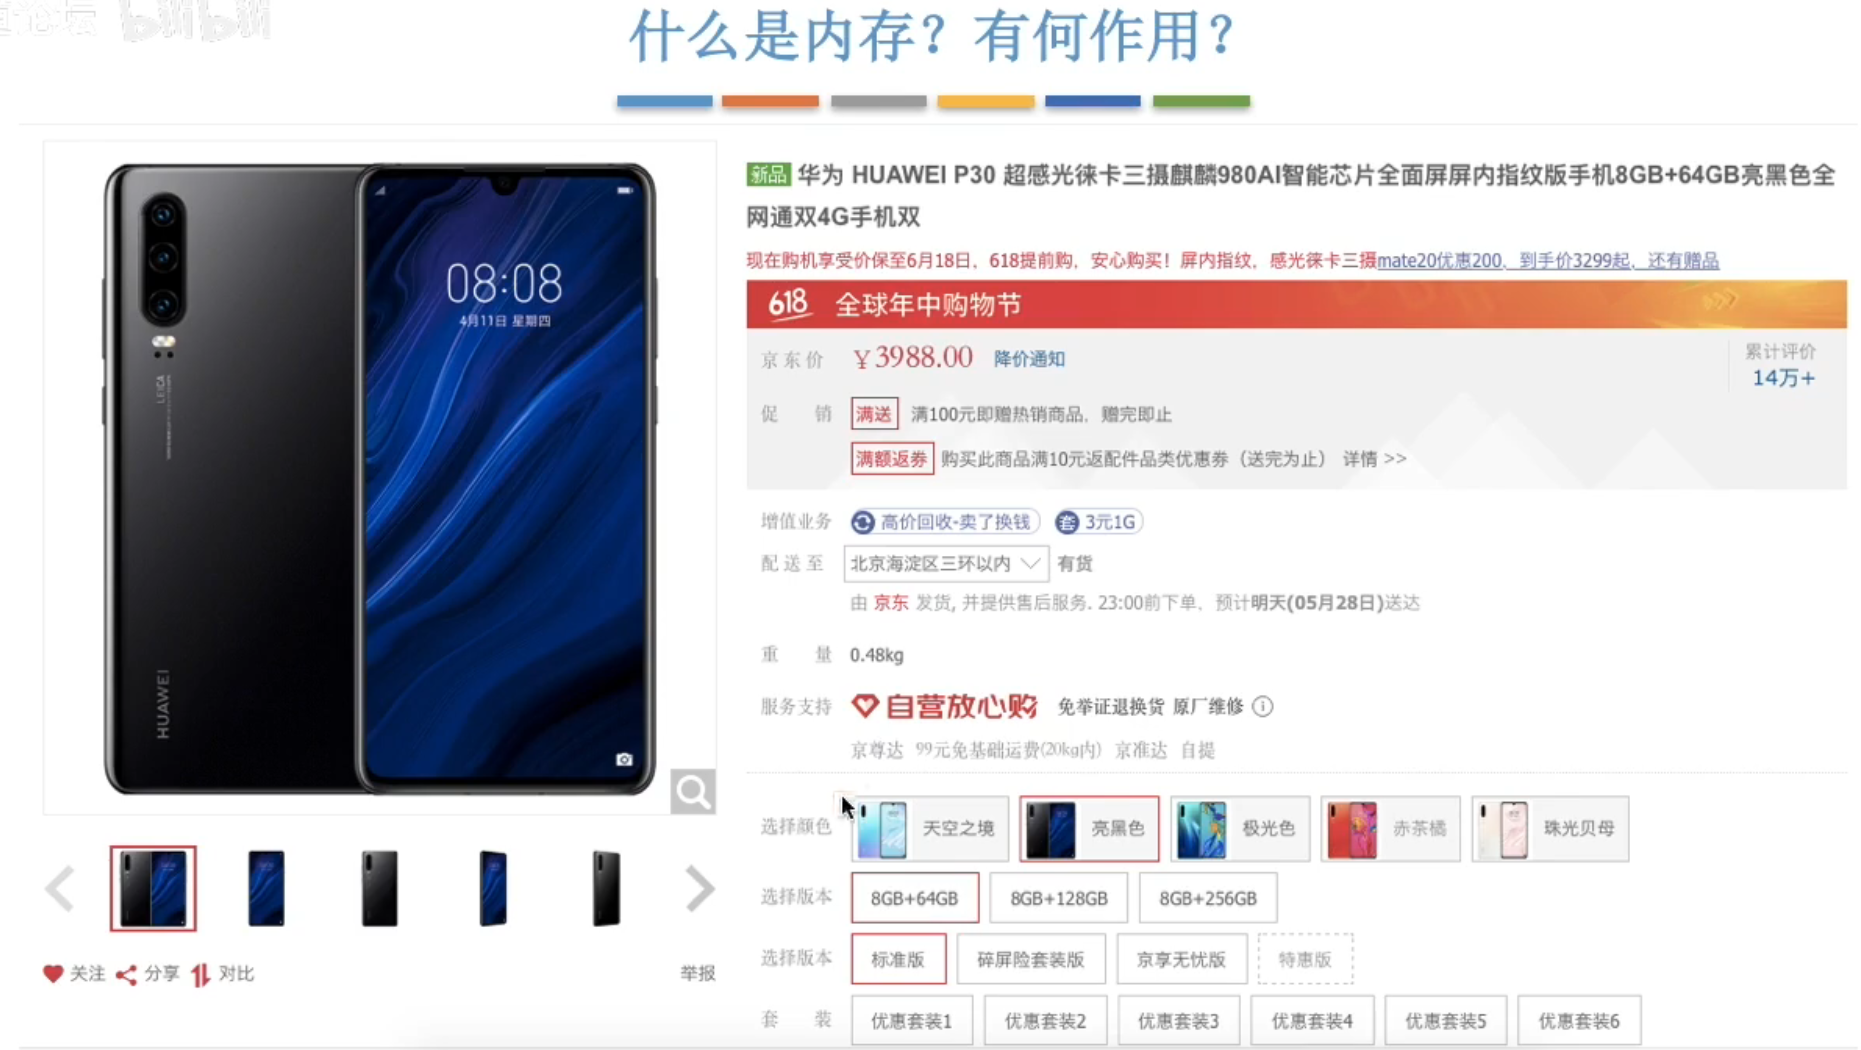 论坛 bilibili
什么是内存？有何作用？
新品 华为 HUAWEI P30 超感光徕卡三摄麒麟980AI智能芯片全面屏屏内指纹版手机8GB+64GB亮黑色全
网通双4G手机双
现在购机享受价保至6月18日，618提前购，安心购买！屏内指纹，感光徕卡三摄mate20优惠200，到手价3299起，还有赠品
618 全球年中购物节
京东价 ￥3988.00 降价通知
累计评价
14万+
促销 满送 满100元即赠热销商品，赠完即止
满额返券 购买此商品满10元返配件品类优惠券（送完为止） 详情 >>
增值业务 高价回收-卖了换钱 套 3元1G
配送至 北京海淀区三环以内 有货
由 京东 发货, 并提供售后服务. 23:00前下单，预计明天(05月28日)送达
重量 0.48kg
服务支持 自营放心购 免举证退换货 原厂维修
京尊达 99元免基础运费(20kg内) 京准达 自提
选择颜色 天空之境 亮黑色 极光色 赤茶橘 珠光贝母
选择版本 8GB+64GB 8GB+128GB 8GB+256GB
选择版本 标准版 碎屏险套装版 京享无忧版 特惠版
套装 优惠套装1 优惠套装2 优惠套装3 优惠套装4 优惠套装5 优惠套装6
08:08
4月11日 星期四
LEICA
HUAWEI
关注 分享 对比 举报